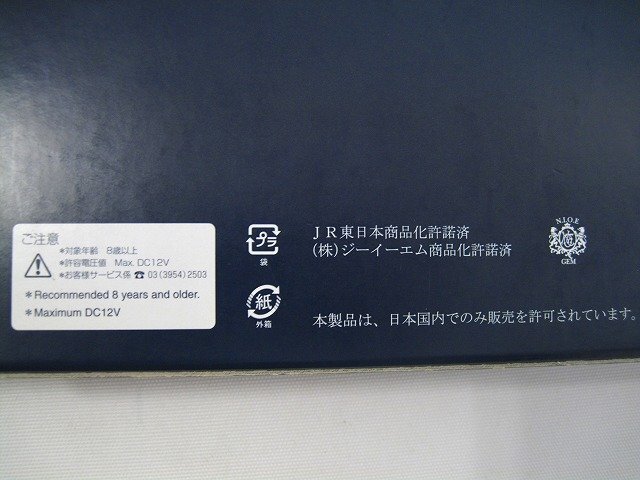 ご注意
*対象年齢 8歳以上
*許容電圧値 Max. DC12V
*お客様サービス係 ☎ 03 (3954) 2503
*Recommended 8 years and older.
*Maximum DC12V
プラ
袋
紙
外箱
JR東日本商品化許諾済
(株)ジーイーエム商品化許諾済
N.I.O.E
GEM
本製品は、日本国内でのみ販売を許可されています。